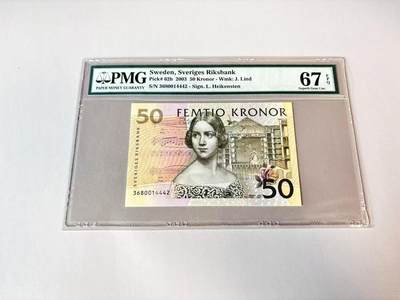 PMG
PAPER MONEY GUARANTY
Sweden, Sveriges Riksbank
Pick# 62b 2003 50 Kronor - Wmk: J. Lind
S/N 3680014442 - Sign. L. Heikensten
67 EPQ
Superb Gem Unc
50
FEMTIO KRONOR
SVERIGES RIKSBANK
3680014442
50